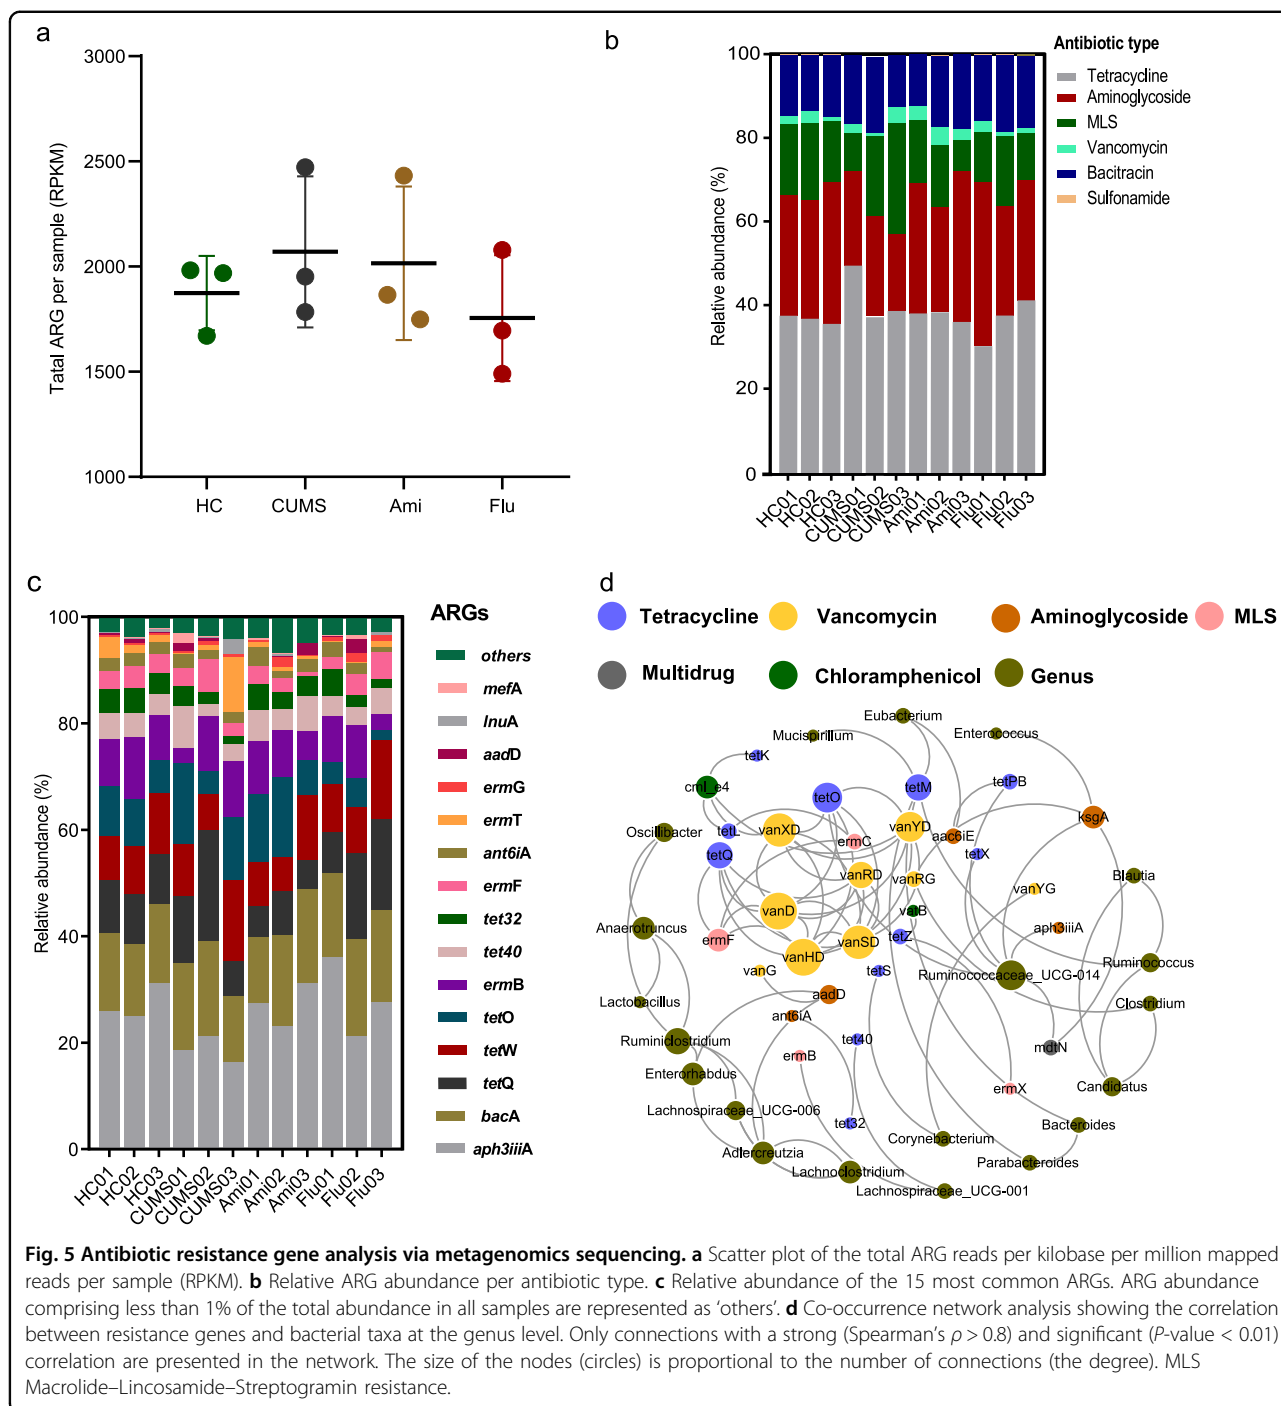 a
3000
2500
2000
1500
1000
Tatal ARG per sample (RPKM)
HC
CUMS
Ami
Flu
b
100
80
60
40
20
0
Relative abundance (%)
HC01
HC02
HC03
CUMS01
CUMS02
CUMS03
Ami01
Ami02
Ami03
Flu01
Flu02
Flu03
Antibiotic type
Tetracycline
Aminoglycoside
MLS
Vancomycin
Bacitracin
Sulfonamide
c
100
80
60
40
20
0
Relative abundance (%)
HC01
HC02
HC03
CUMS01
CUMS02
CUMS03
Ami01
Ami02
Ami03
Flu01
Flu02
Flu03
ARGs
others
mefA
lnuA
aadD
ermG
ermT
ant6iA
ermF
tet32
tet40
ermB
tetO
tetW
tetQ
bacA
aph3iiiA
d
Tetracycline
Vancomycin
Aminoglycoside
MLS
Multidrug
Chloramphenicol
Genus
Eubacterium
Mucispirillum
Enterococcus
tetK
cml_e4
tetO
tetM
tetPB
ksgA
Oscillibacter
tetL
vanXD
vanYD
aac6iE
ermC
tetQ
tetX
vanRD
vanRG
vanYG
Blautia
vanD
vatB
Anaerotruncus
ermF
vanHD
vanSD
tetZ
aph3iiiA
vanG
tetS
Ruminococcaceae_UCG-014
Ruminococcus
Lactobacillus
aadD
Clostridium
ant6iA
Ruminiclostridium
tet40
mdtN
ermB
Enterorhabdus
ermX
Candidatus
Lachnospiraceae_UCG-006
tet32
Bacteroides
Corynebacterium
Adlercreutzia
Parabacteroides
Lachnoclostridium
Lachnospiraceae_UCG-001
Fig. 5 Antibiotic resistance gene analysis via metagenomics sequencing. a Scatter plot of the total ARG reads per kilobase per million mapped
reads per sample (RPKM). b Relative ARG abundance per antibiotic type. c Relative abundance of the 15 most common ARGs. ARG abundance
comprising less than 1% of the total abundance in all samples are represented as ‘others’. d Co-occurrence network analysis showing the correlation
between resistance genes and bacterial taxa at the genus level. Only connections with a strong (Spearman’s ρ > 0.8) and significant (P-value < 0.01)
correlation are presented in the network. The size of the nodes (circles) is proportional to the number of connections (the degree). MLS
Macrolide–Lincosamide–Streptogramin resistance.